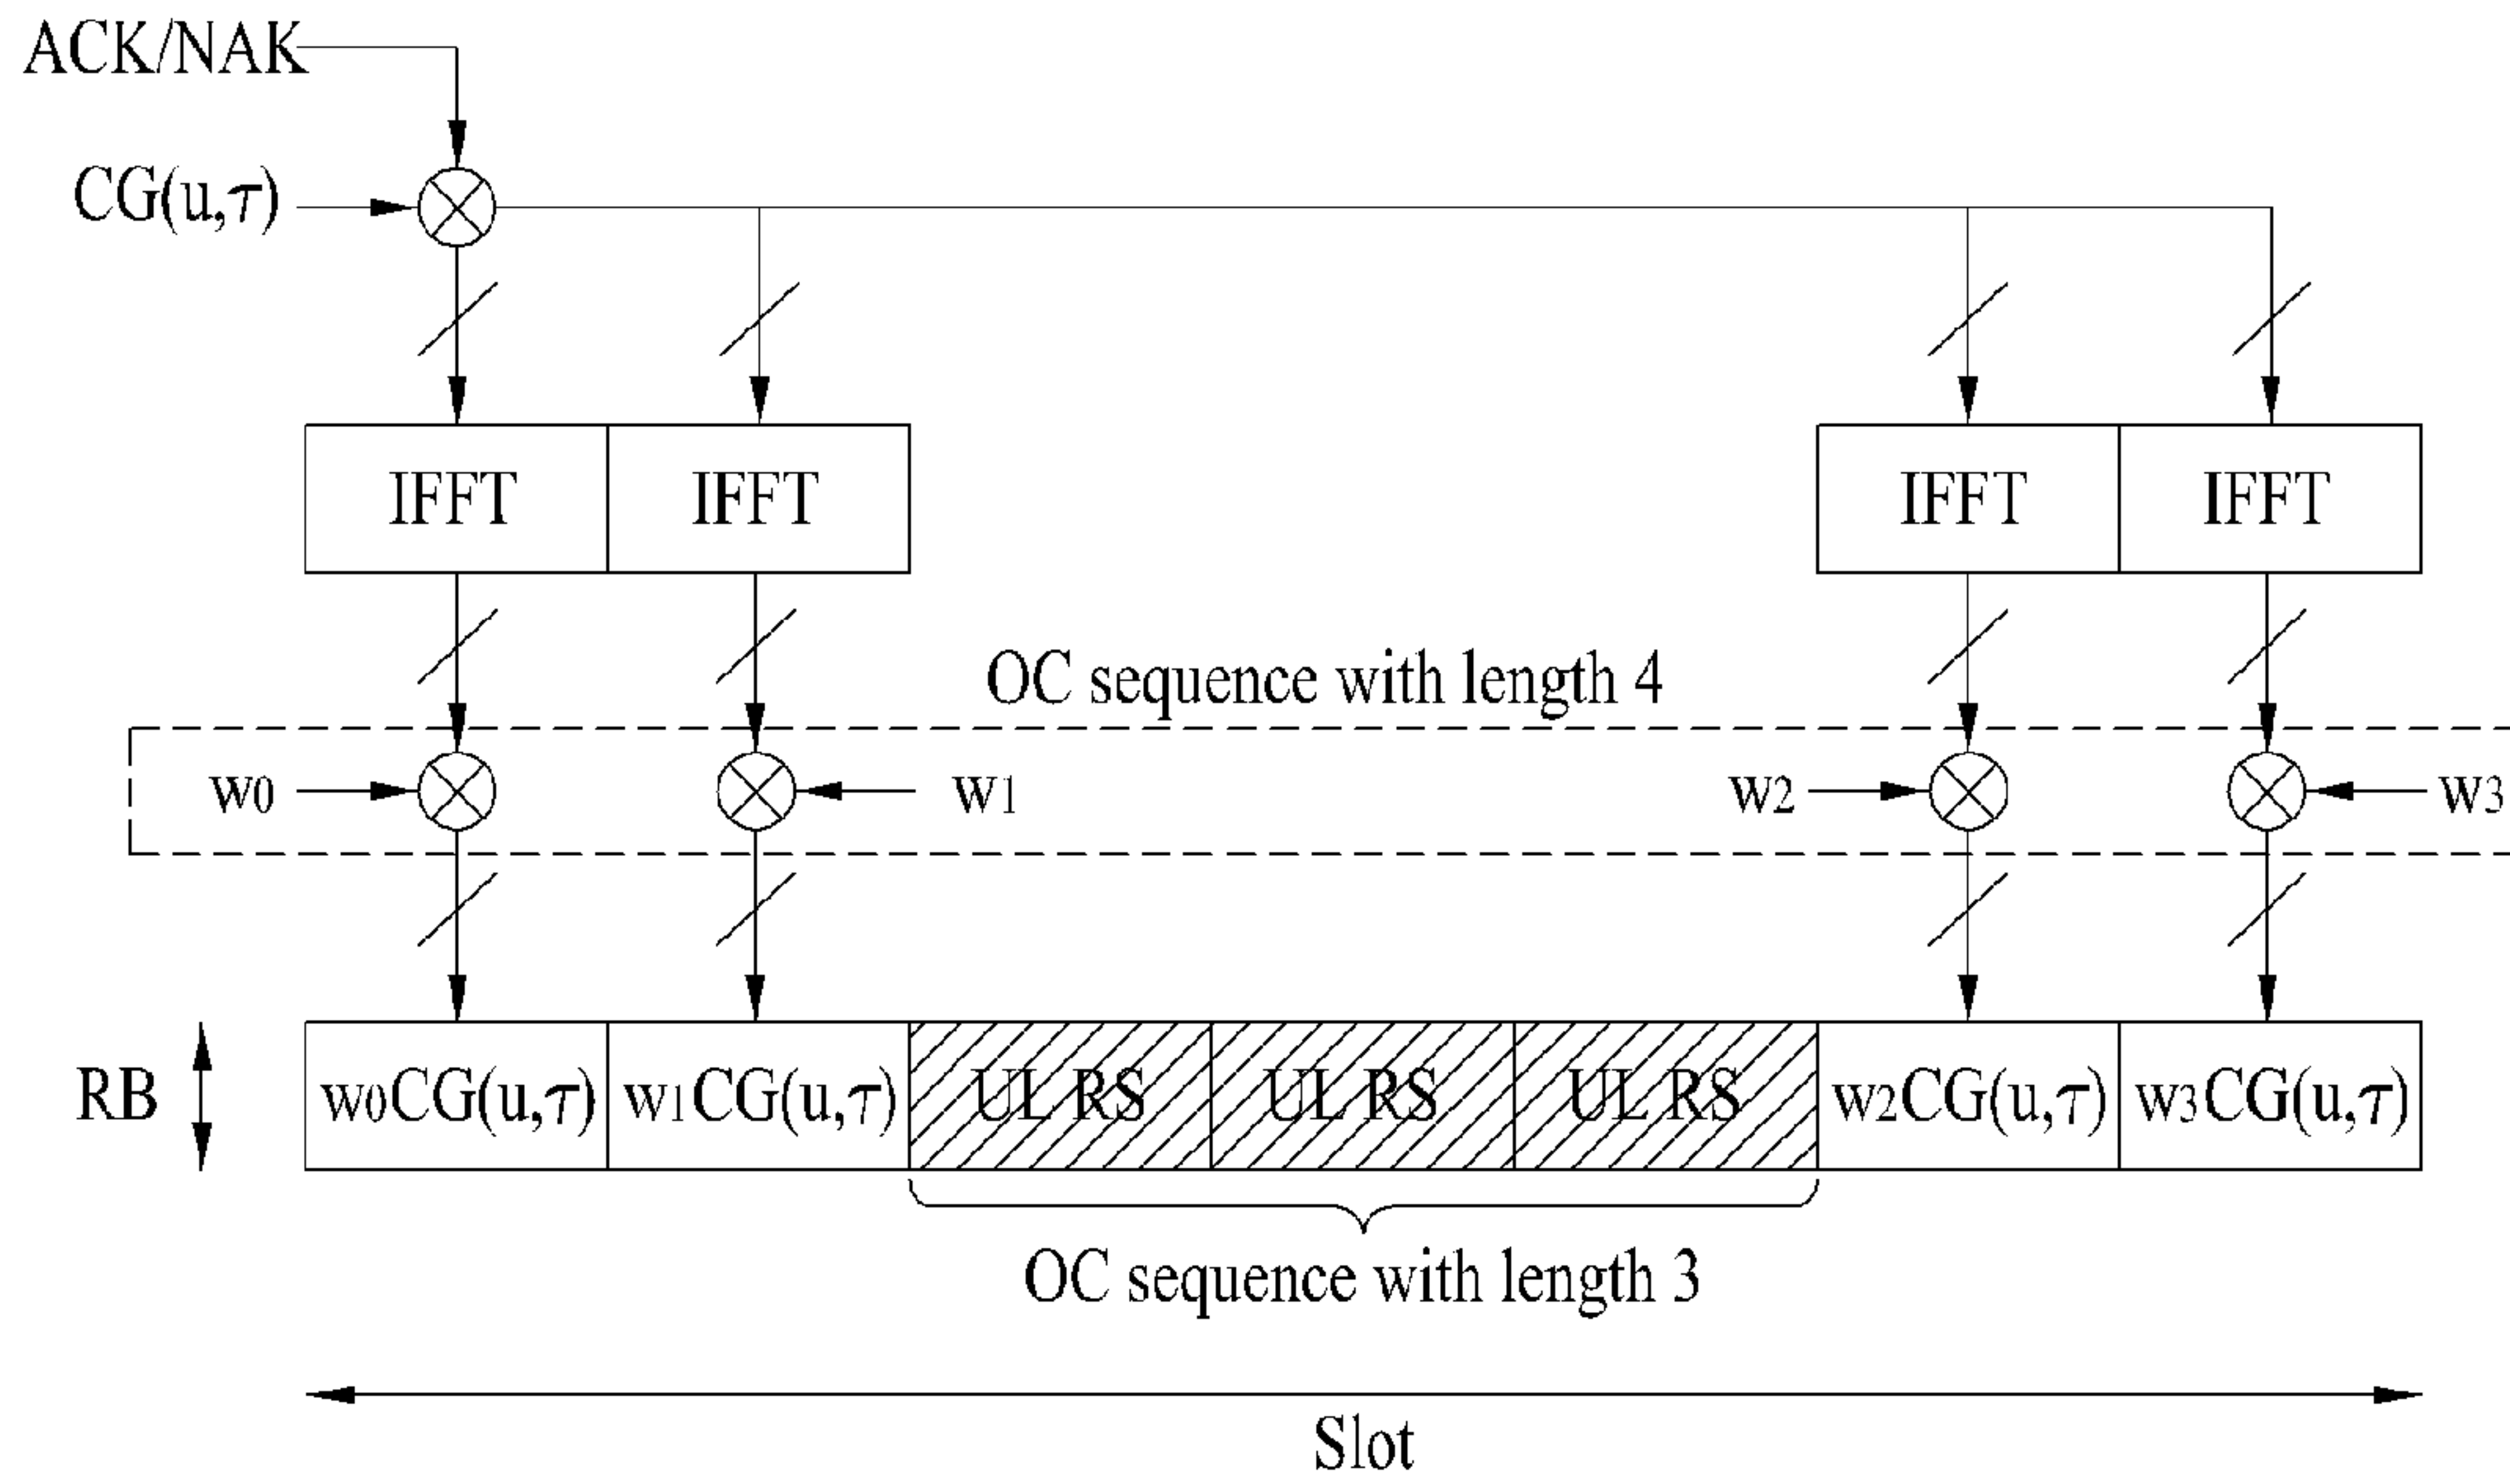 ACK/NAK
CG(u,τ)
IFFT IFFT IFFT IFFT
OC sequence with length 4
w0 w1 w2 w3
RB w0CG(u,τ) w1CG(u,τ) UL RS UL RS UL RS w2CG(u,τ) w3CG(u,τ)
OC sequence with length 3
Slot